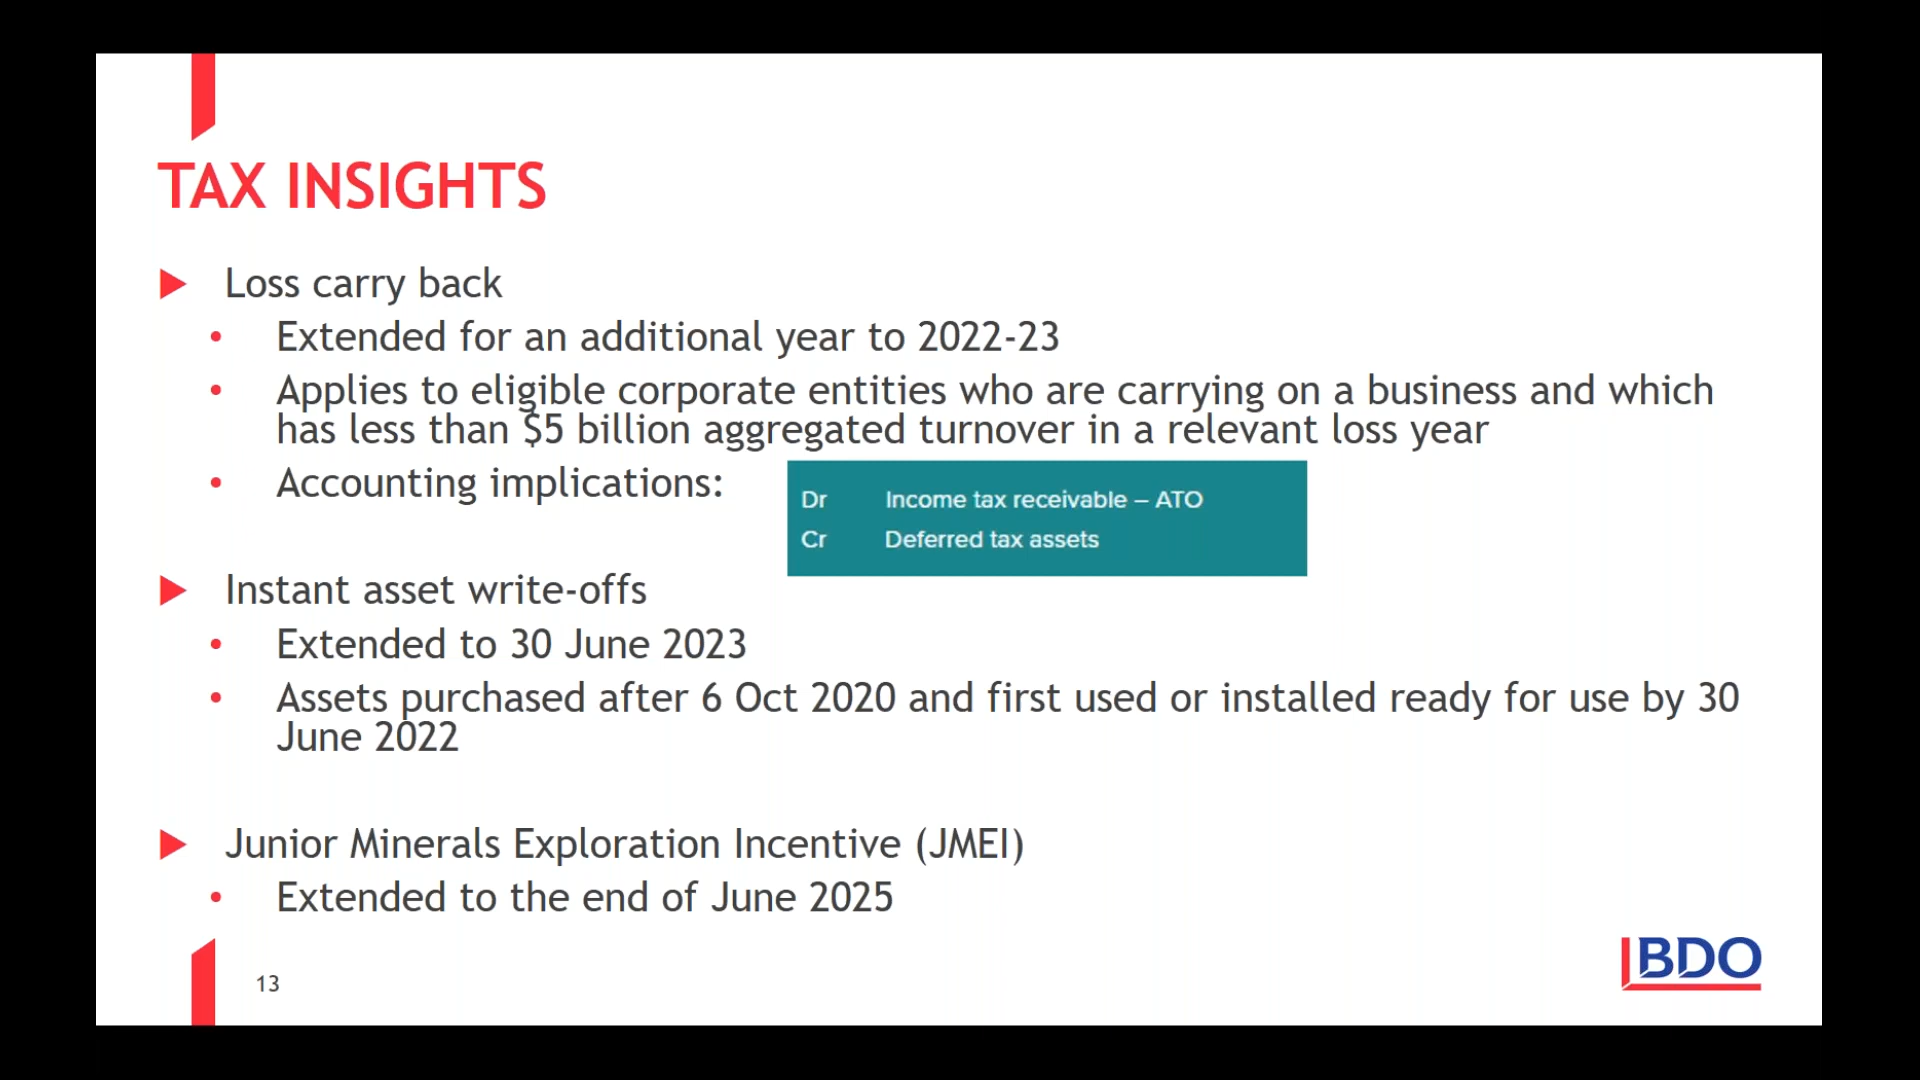 TAX INSIGHTS
Loss carry back
• Extended for an additional year to 2022-23
• Applies to eligible corporate entities who are carrying on a business and which
has less than $5 billion aggregated turnover in a relevant loss year
• Accounting implications:
Dr Income tax receivable – ATO
Cr Deferred tax assets
Instant asset write-offs
• Extended to 30 June 2023
• Assets purchased after 6 Oct 2020 and first used or installed ready for use by 30
June 2022
Junior Minerals Exploration Incentive (JMEI)
• Extended to the end of June 2025
13
BDO